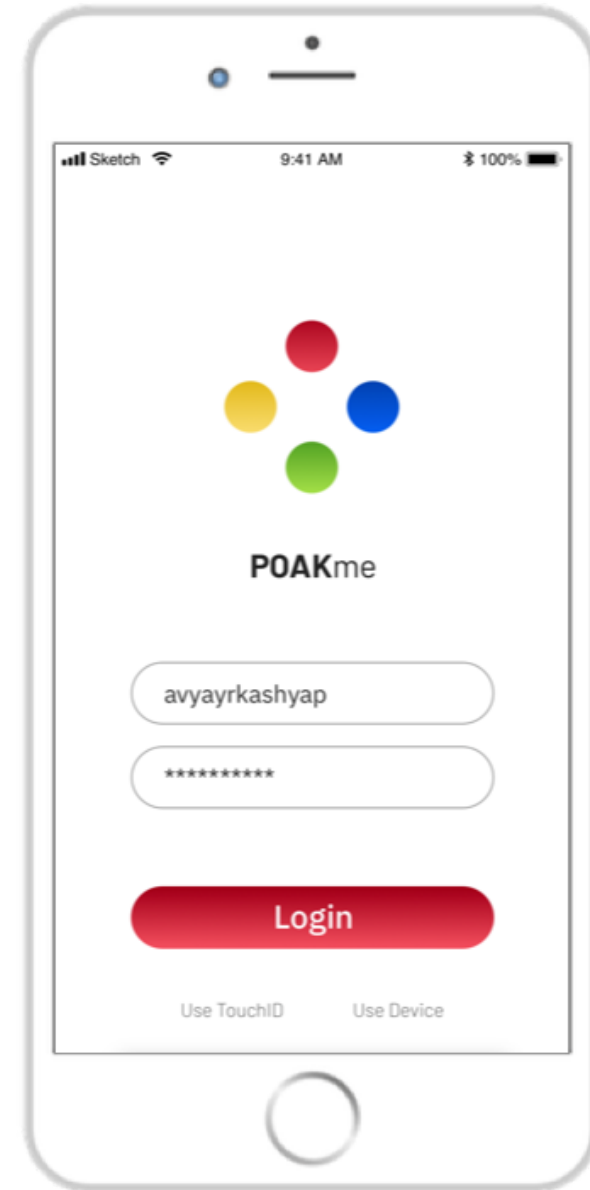 Sketch 9:41 AM 100%
POAKme
avyayrkashyap
**********
Login
Use TouchID Use Device